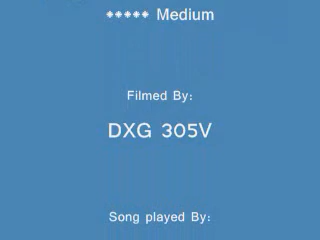 ***** Medium
Filmed By:
DXG 305V
Song played By: